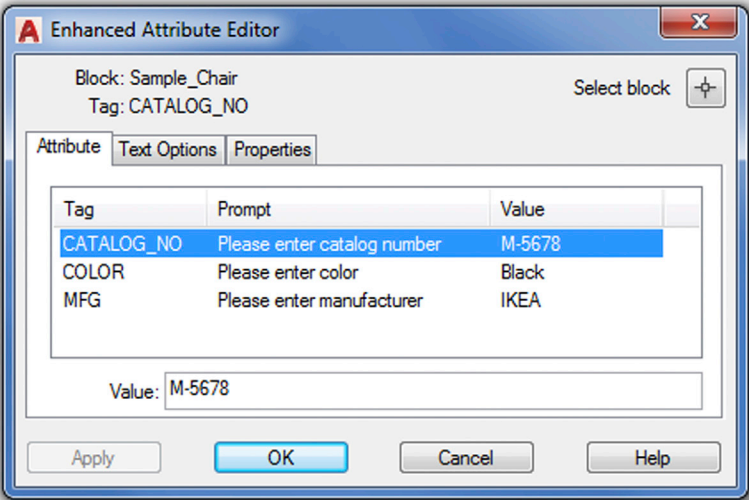 A Enhanced Attribute Editor
Block: Sample_Chair
Select block
Tag: CATALOG_NO
Attribute Text Options Properties
Tag Prompt Value
CATALOG_NO Please enter catalog number M-5678
COLOR Please enter color Black
MFG Please enter manufacturer IKEA
Value: M-5678
Apply OK Cancel Help